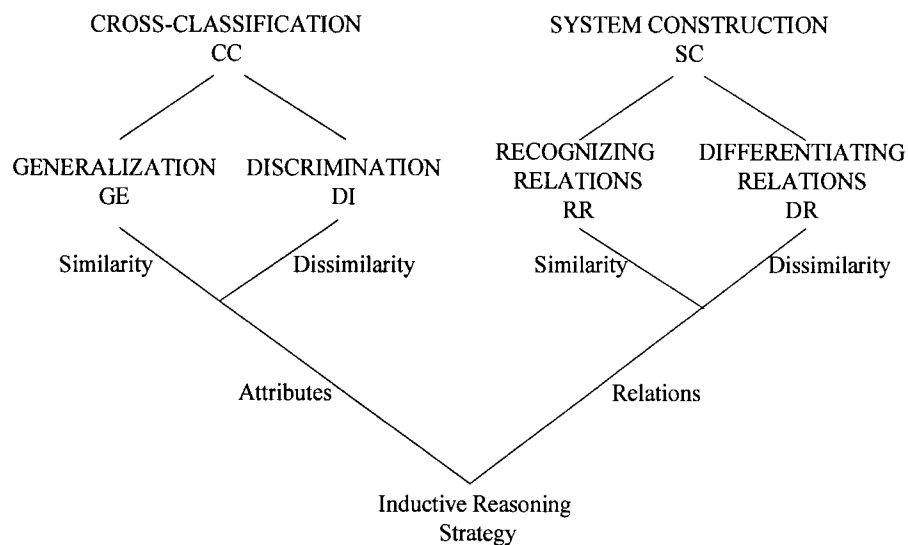 CROSS-CLASSIFICATION
CC
SYSTEM CONSTRUCTION
SC
GENERALIZATION
GE
DISCRIMINATION
DI
RECOGNIZING
RELATIONS
RR
DIFFERENTIATING
RELATIONS
DR
Similarity
Dissimilarity
Similarity
Dissimilarity
Attributes
Relations
Inductive Reasoning
Strategy